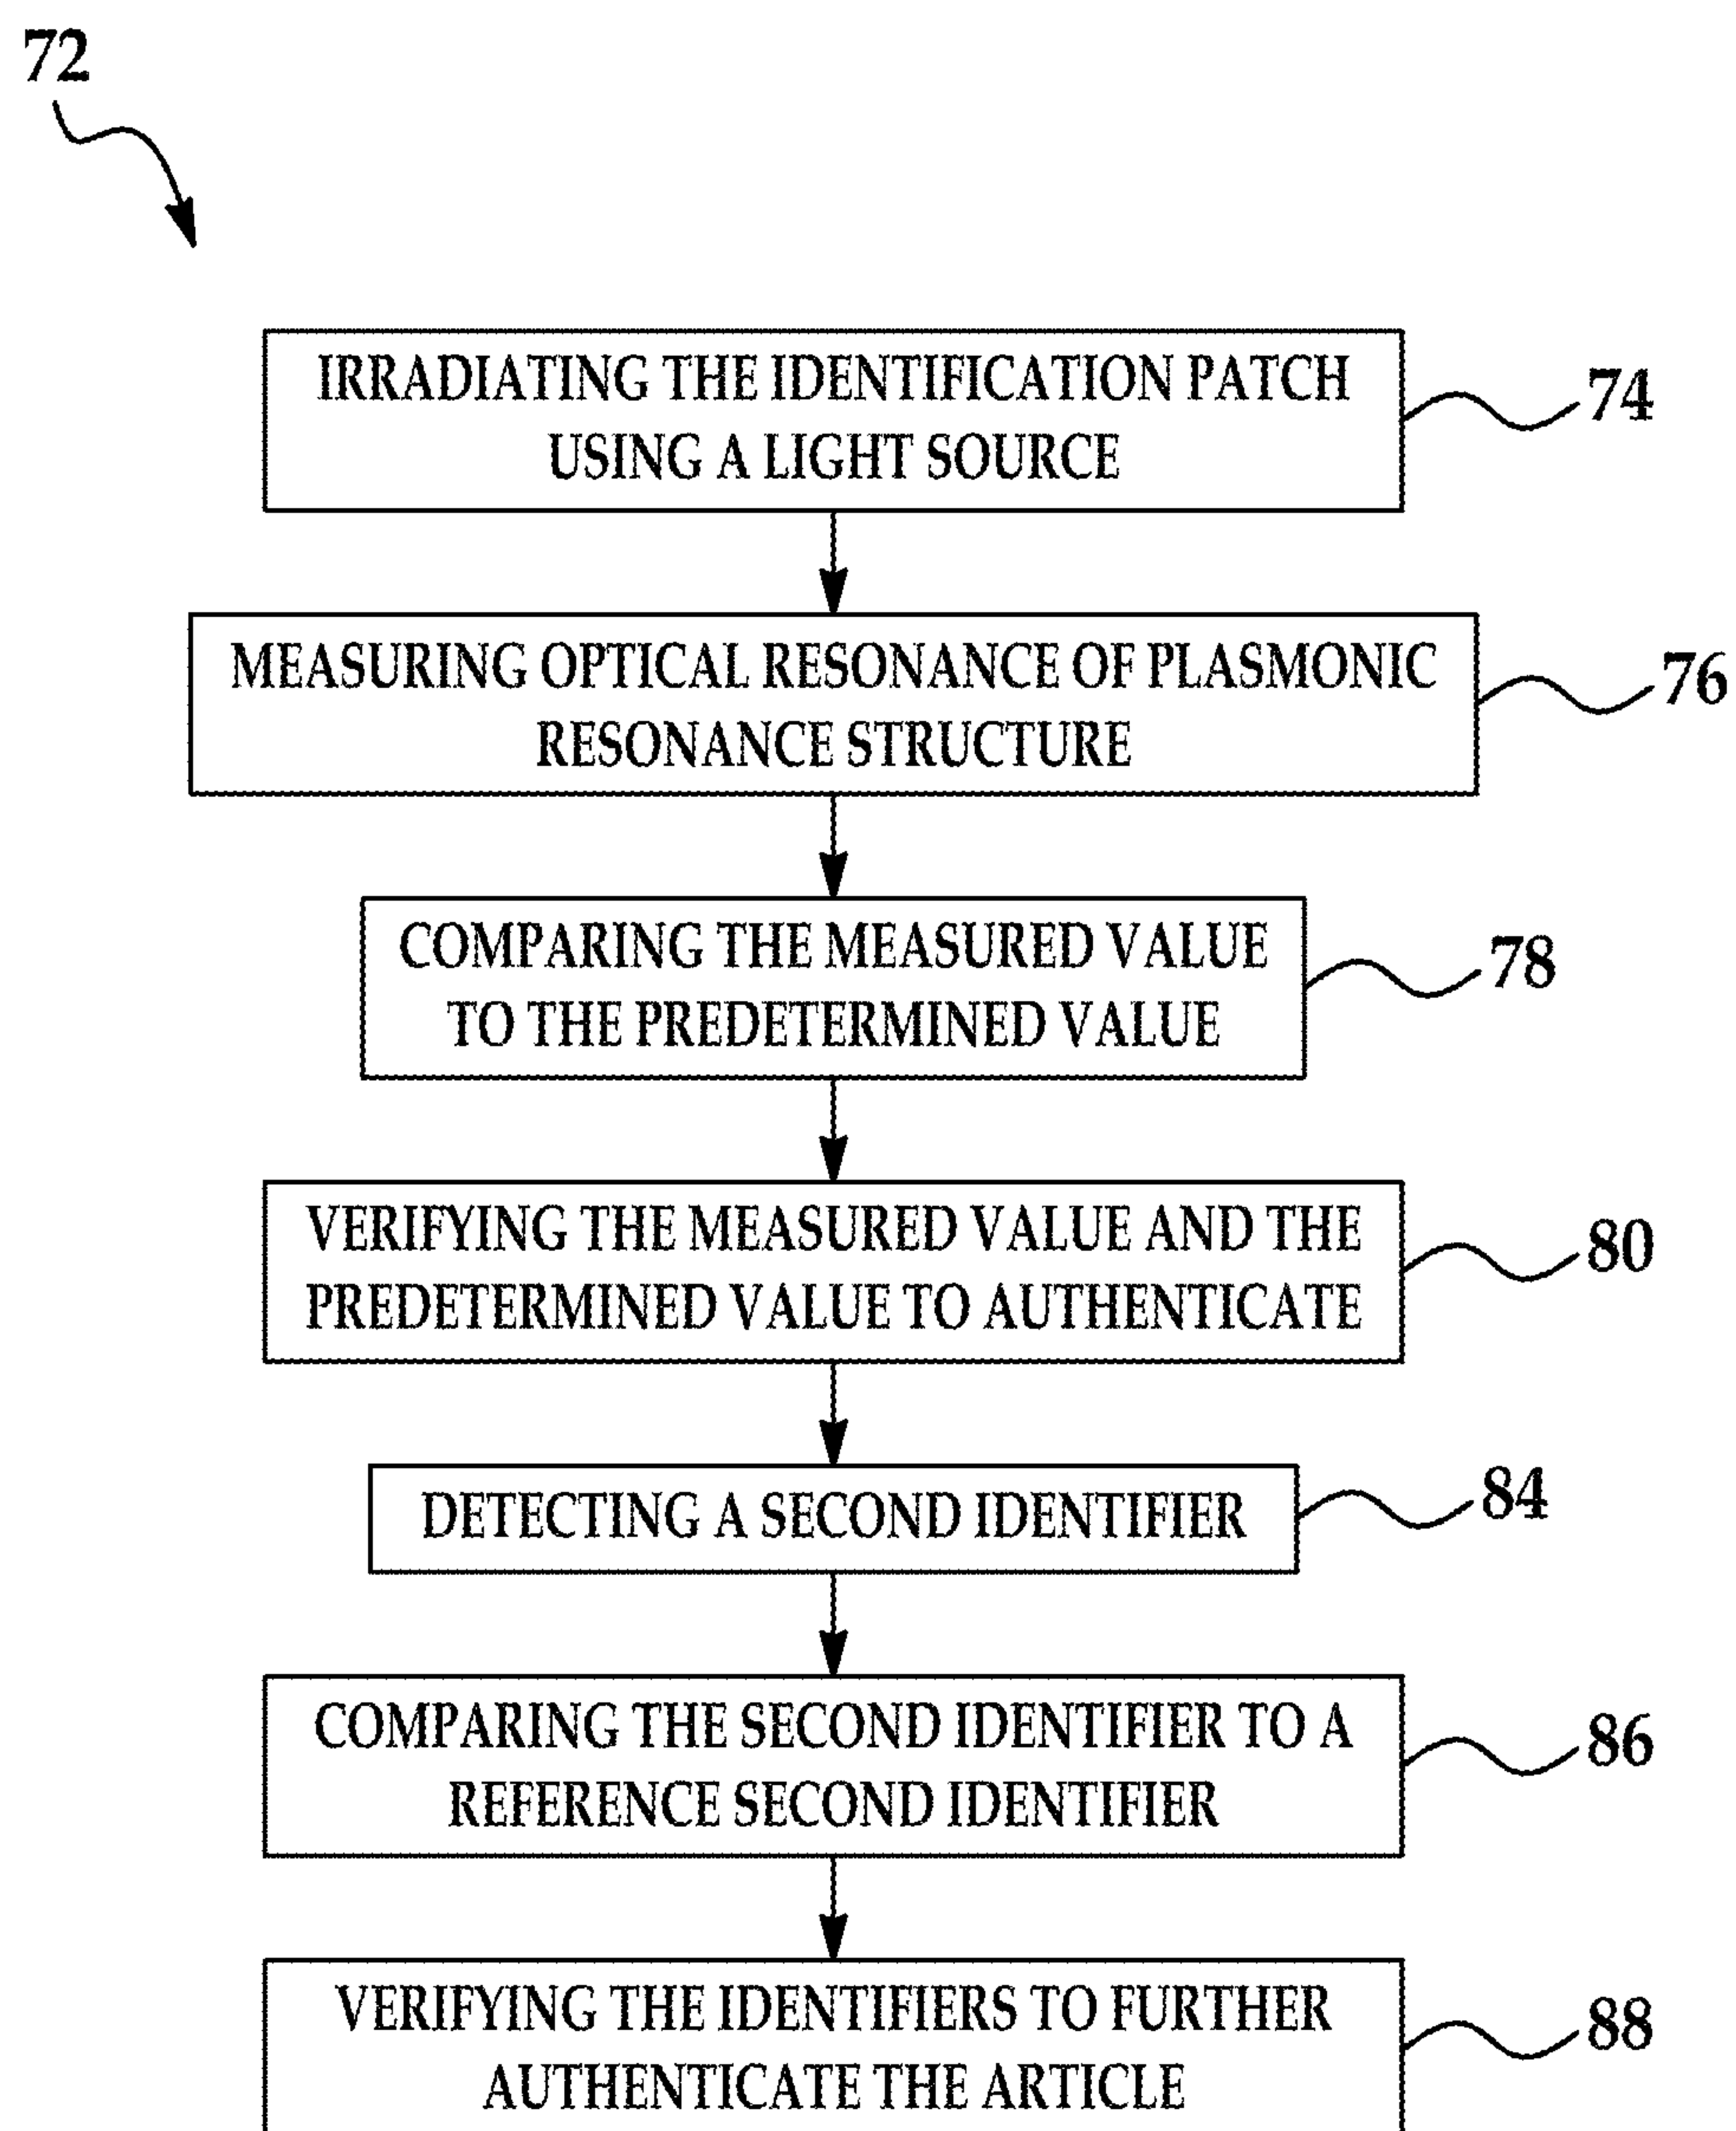 72
IRRADIATING THE IDENTIFICATION PATCH
USING A LIGHT SOURCE
74
MEASURING OPTICAL RESONANCE OF PLASMONIC
RESONANCE STRUCTURE
76
COMPARING THE MEASURED VALUE
TO THE PREDETERMINED VALUE
78
VERIFYING THE MEASURED VALUE AND THE
PREDETERMINED VALUE TO AUTHENTICATE
80
DETECTING A SECOND IDENTIFIER
84
COMPARING THE SECOND IDENTIFIER TO A
REFERENCE SECOND IDENTIFIER
86
VERIFYING THE IDENTIFIERS TO FURTHER
AUTHENTICATE THE ARTICLE
88